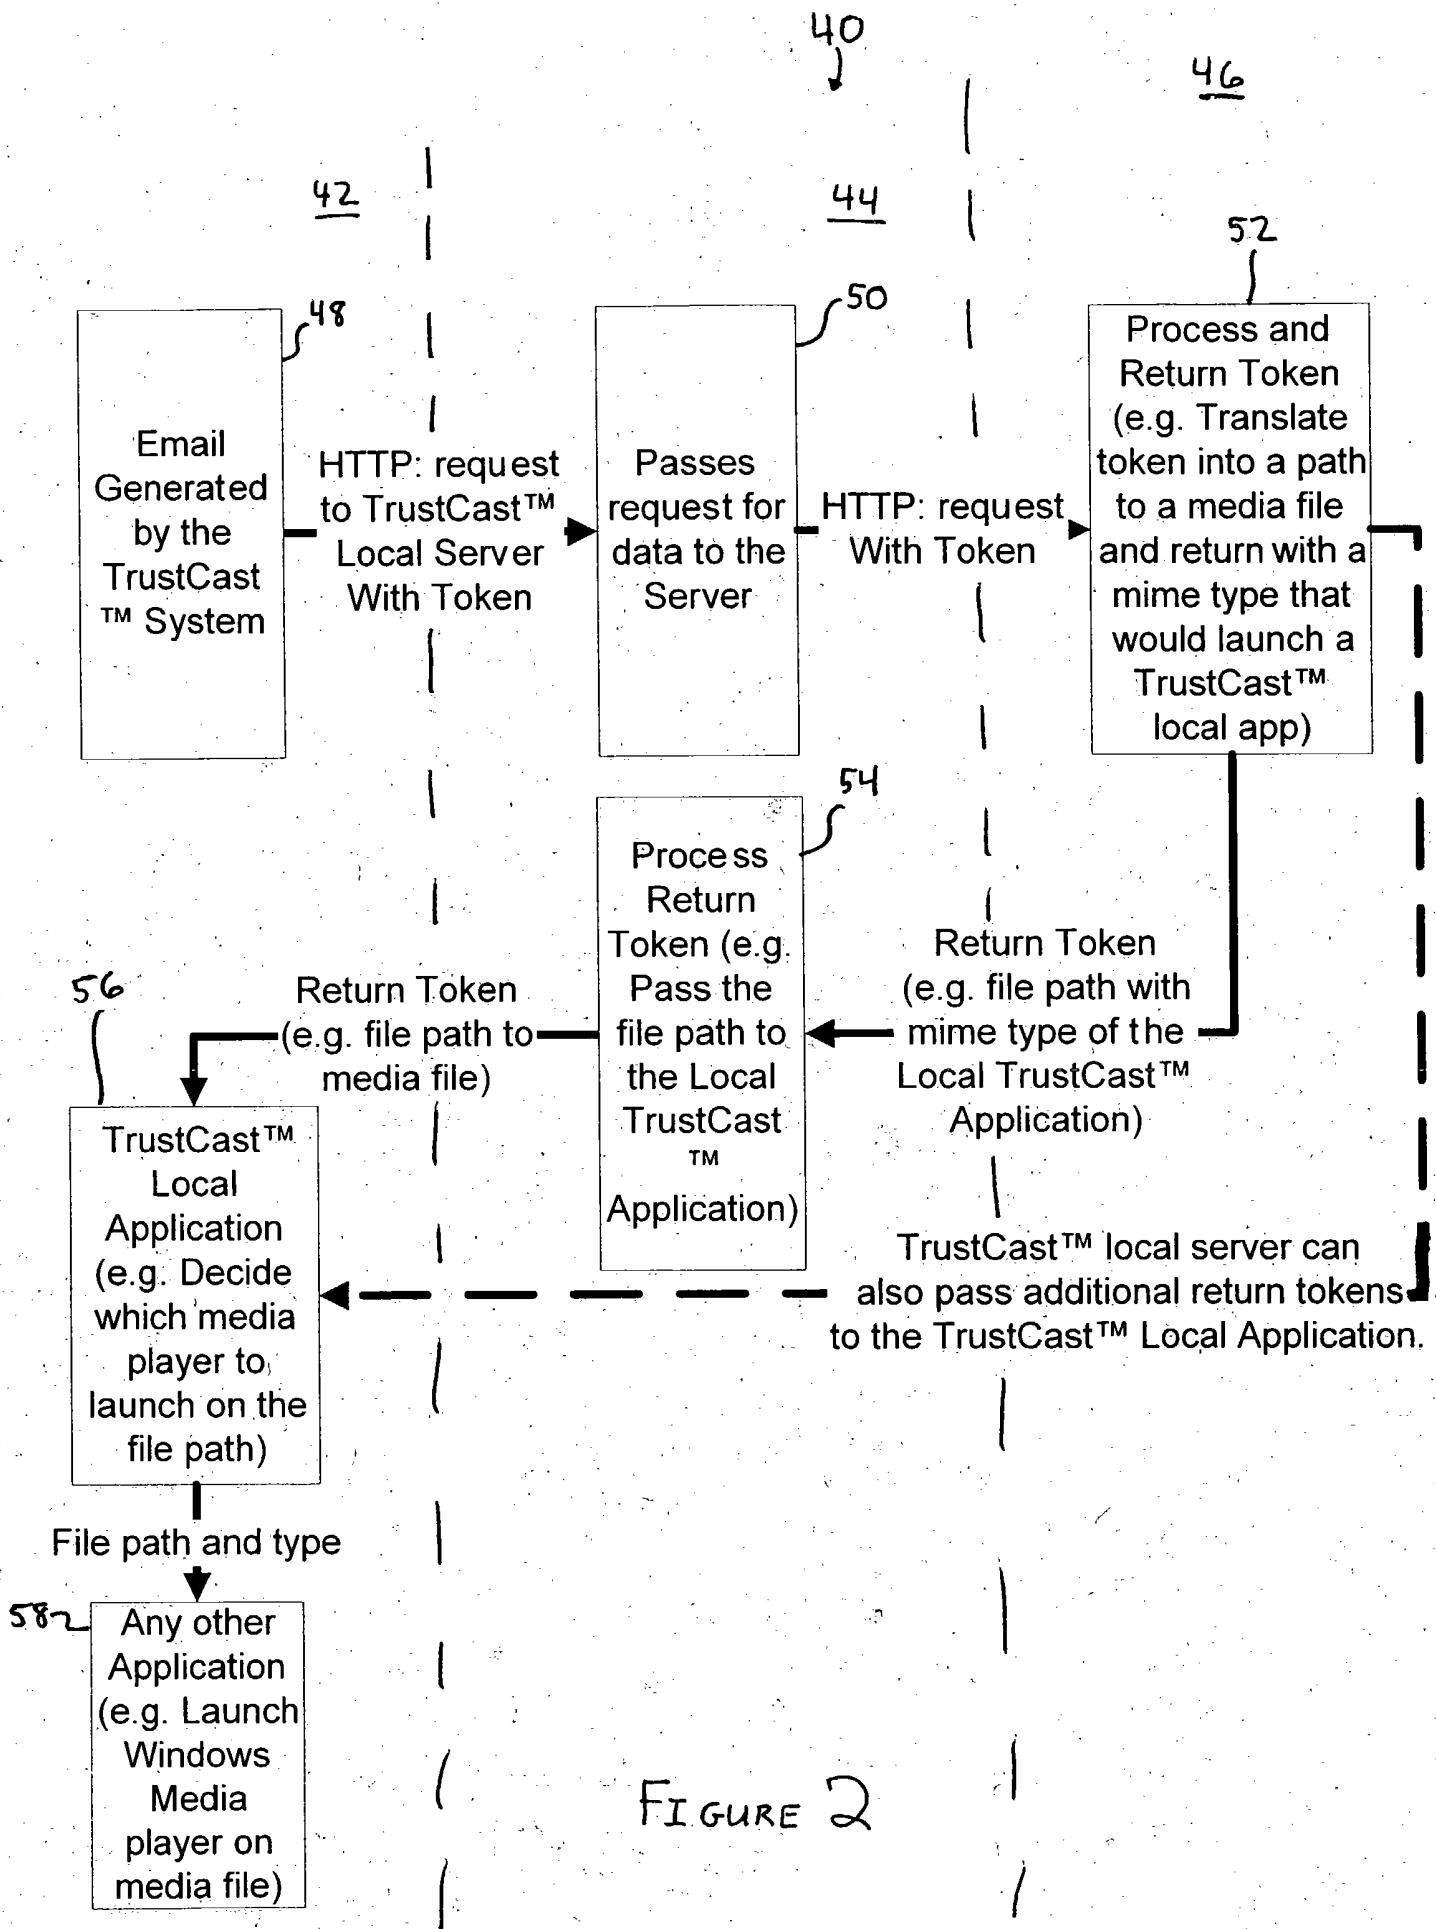 40
46
42
44
52
48
50
Email
Generated
by the
TrustCast
™ System
HTTP: request
to TrustCast™
Local Server
With Token
Passes
request for
data to the
Server
HTTP: request
With Token
Process and
Return Token
(e.g. Translate
token into a path
to a media file
and return with a
mime type that
would launch a
TrustCast™
local app)
54
Process
Return
Token (e.g.
Pass the
file path to
the Local
TrustCast
™
Application)
Return Token
(e.g. file path with
mime type of the
Local TrustCast™
Application)
56
Return Token
(e.g. file path to
media file)
TrustCast™
Local
Application
(e.g. Decide
which media
player to
launch on the
file path)
TrustCast™ local server can
also pass additional return tokens
to the TrustCast™ Local Application.
File path and type
58
Any other
Application
(e.g. Launch
Windows
Media
player on
media file)
FIGURE 2